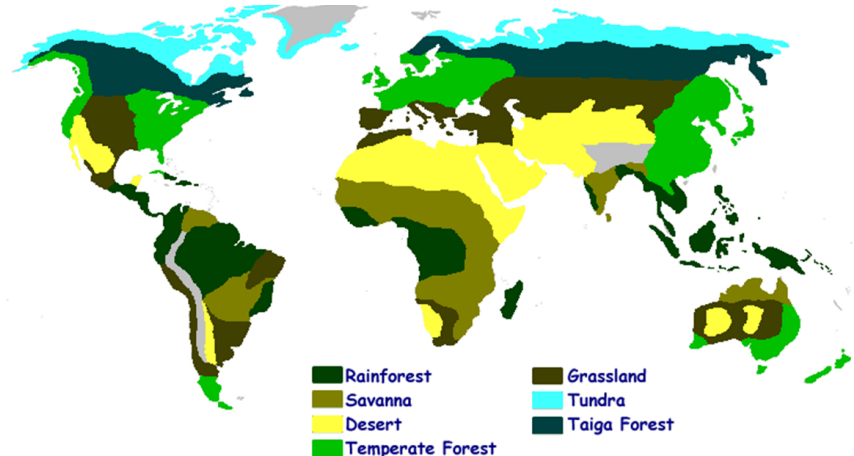 Rainforest
Savanna
Desert
Temperate Forest
Grassland
Tundra
Taiga Forest